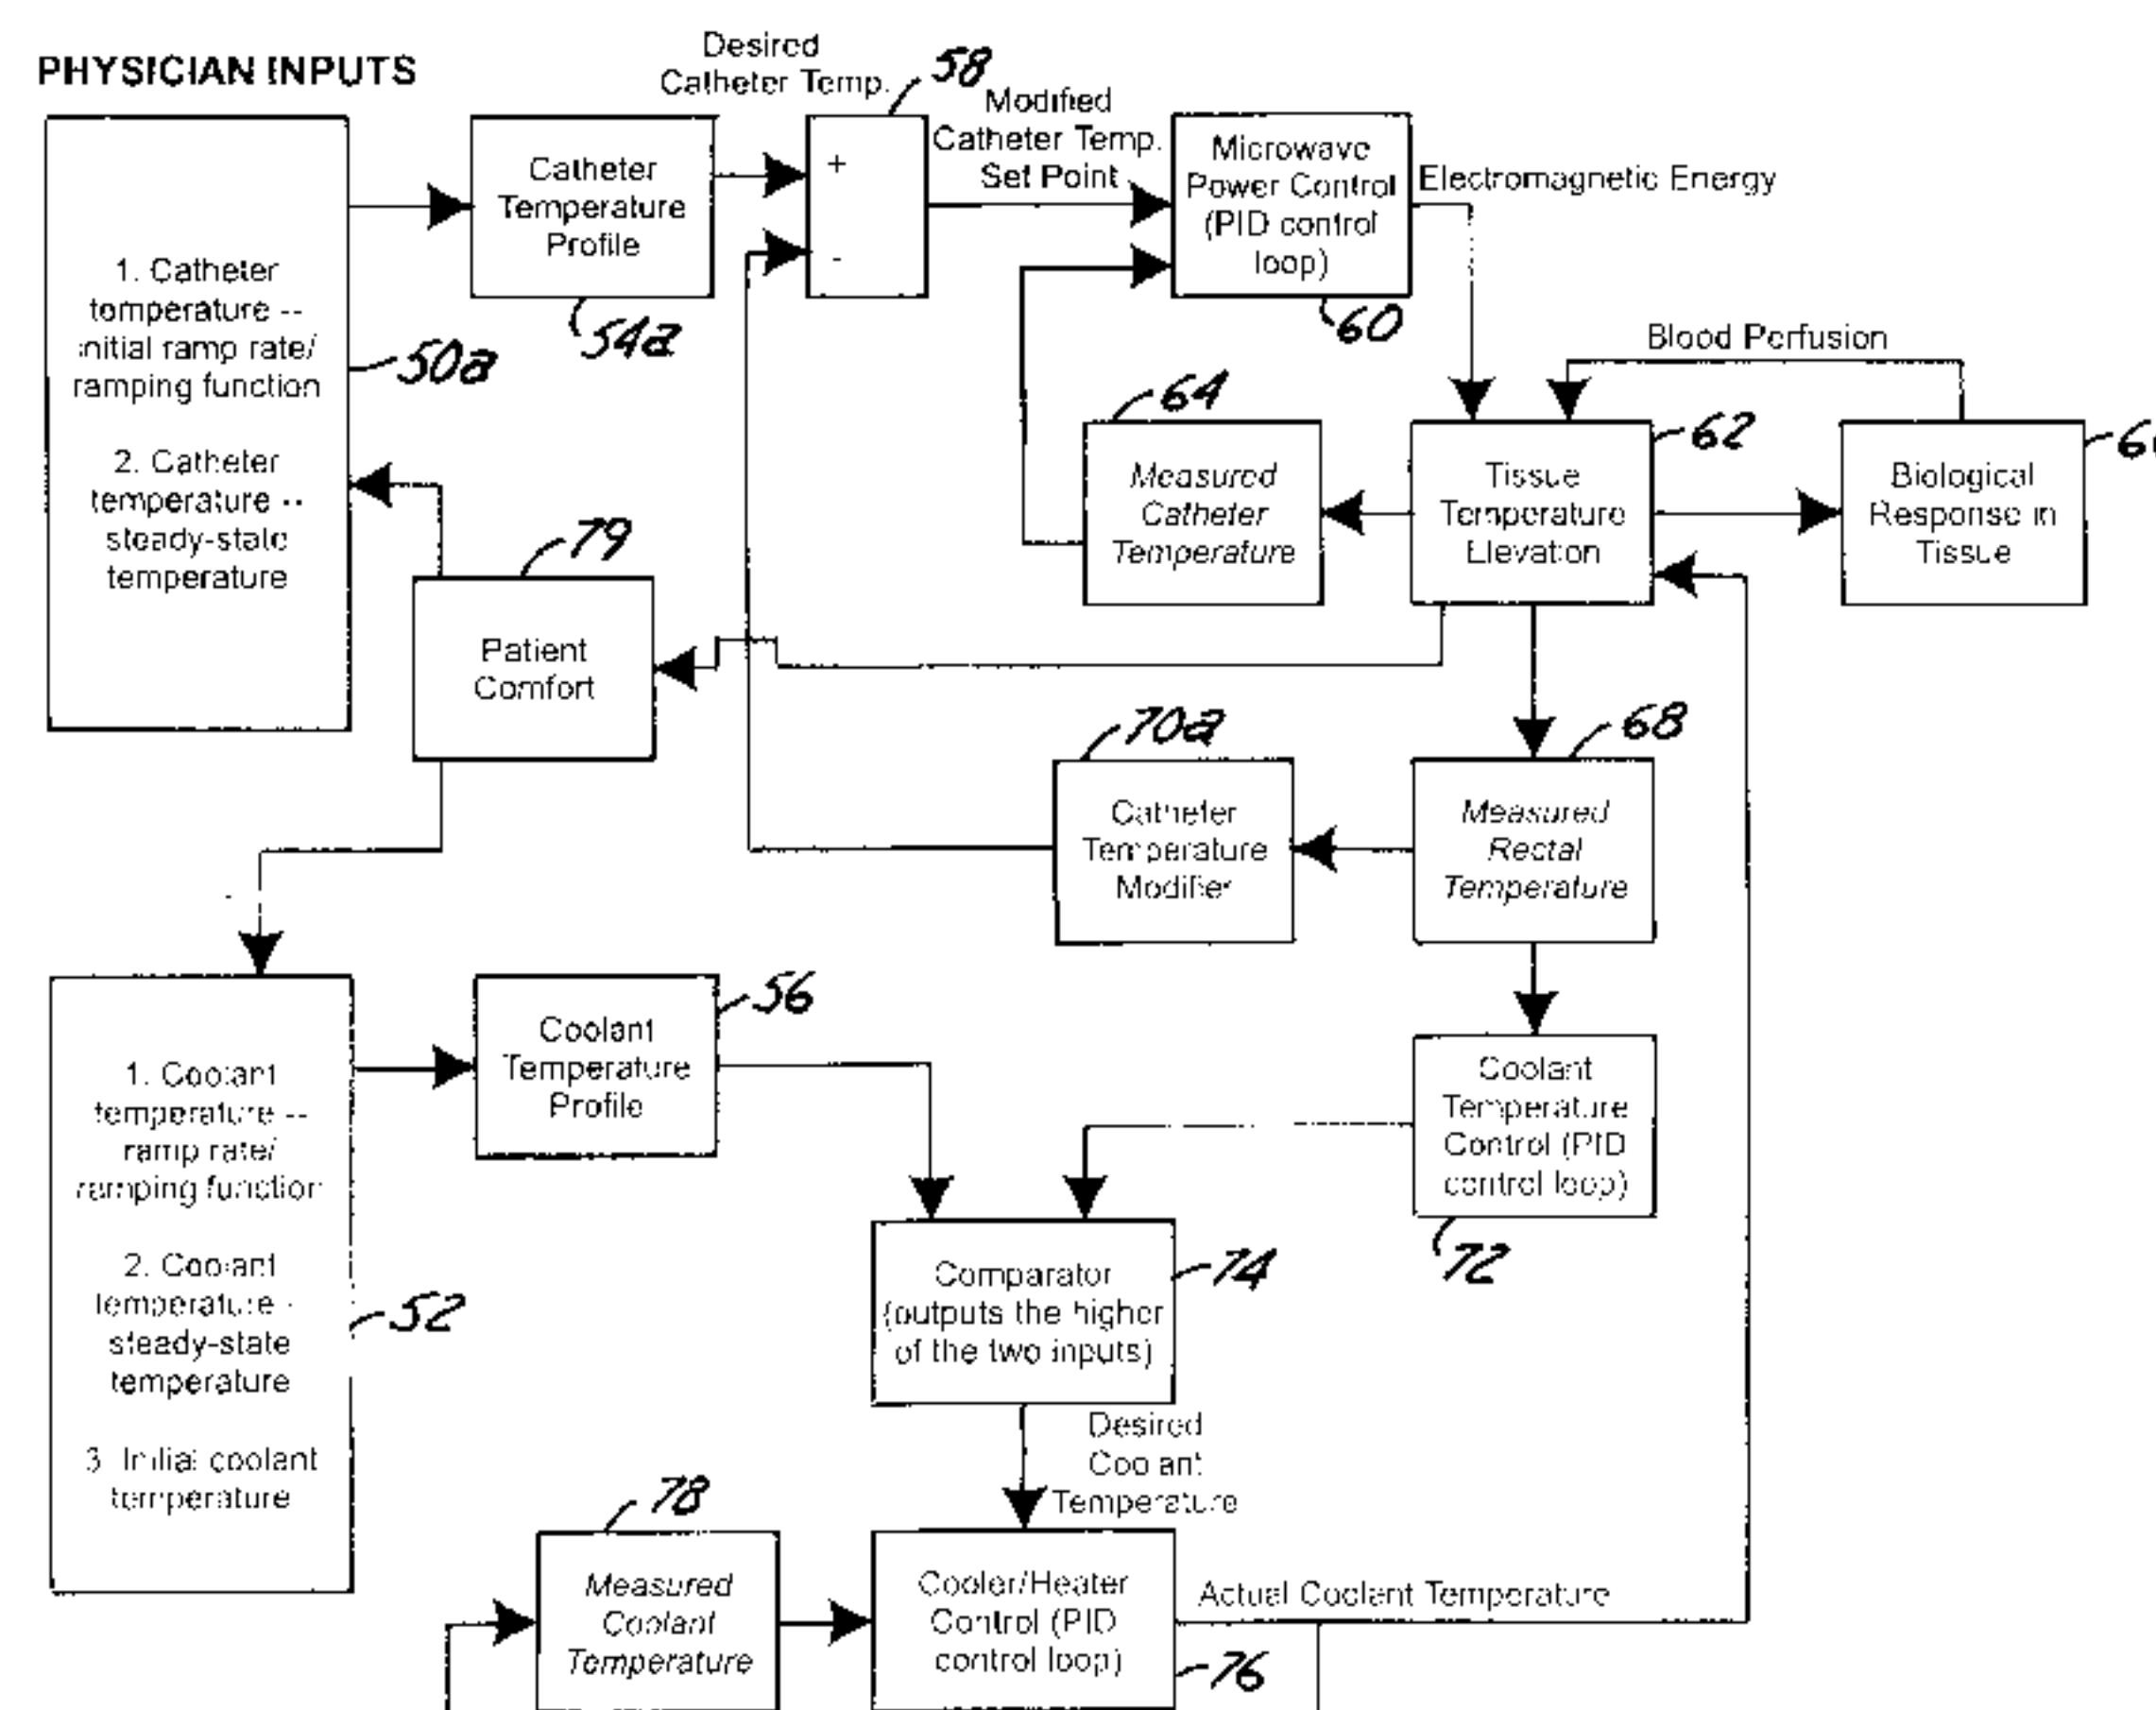 PHYSICIAN INPUTS
Desired
Catheter Temp.
58
Modified
Catheter Temp.
Set Point
Catheter
Temperature
Profile
54a
+
-
Microwave
Power Control
(PID control
loop)
60
Electromagnetic Energy
Blood Perfusion
1. Catheter
temperature --
initial ramp rate/
ramping function
2. Catheter
temperature --
steady-state
temperature
50a
64
Measured
Catheter
Temperature
62
Tissue
Temperature
Elevation
Biological
Response in
Tissue
79
Patient
Comfort
70a
Catheter
Temperature
Modifier
68
Measured
Rectal
Temperature
56
Coolant
Temperature
Profile
1. Coolant
temperature --
ramp rate/
ramping function
2. Coolant
temperature -
steady-state
temperature
3. Initial coolant
temperature
52
Coolant
Temperature
Control (PID
control loop)
72
Comparator
(outputs the higher
of the two inputs)
74
Desired
Coolant
Temperature
78
Measured
Coolant
Temperature
Cooler/Heater
Control (PID
control loop)
76
Actual Coolant Temperature